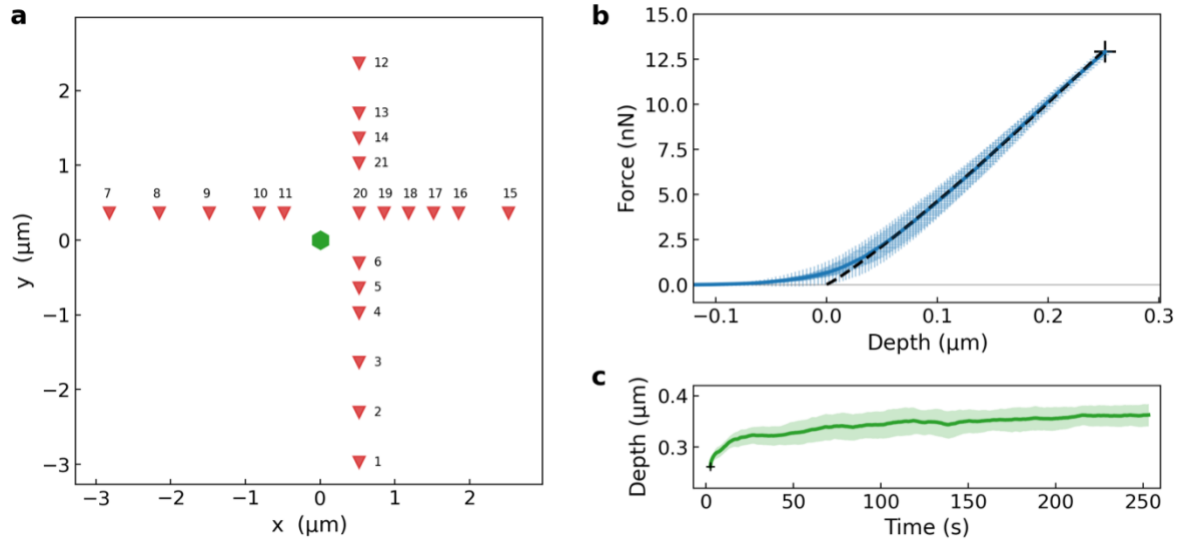 a
2
1
0
−1
−2
−3
y (μm)
12
13
14
21
7 8 9 10 11 20 19 18 17 16 15
6
5
4
3
2
1
−3 −2 −1 0 1 2
x (μm)
b
15.0
12.5
10.0
7.5
5.0
2.5
0.0
Force (nN)
−0.1 0.0 0.1 0.2 0.3
Depth (μm)
c
0.4
0.3
Depth (μm)
0 50 100 150 200 250
Time (s)